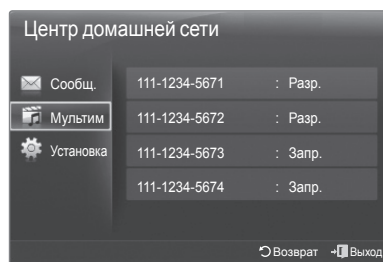 Центр домашней сети
Сообщ.
Мультим
Установка
111-1234-5671 : Разр.
111-1234-5672 : Разр.
111-1234-5673 : Запр.
111-1234-5674 : Запр.
Возврат Выход